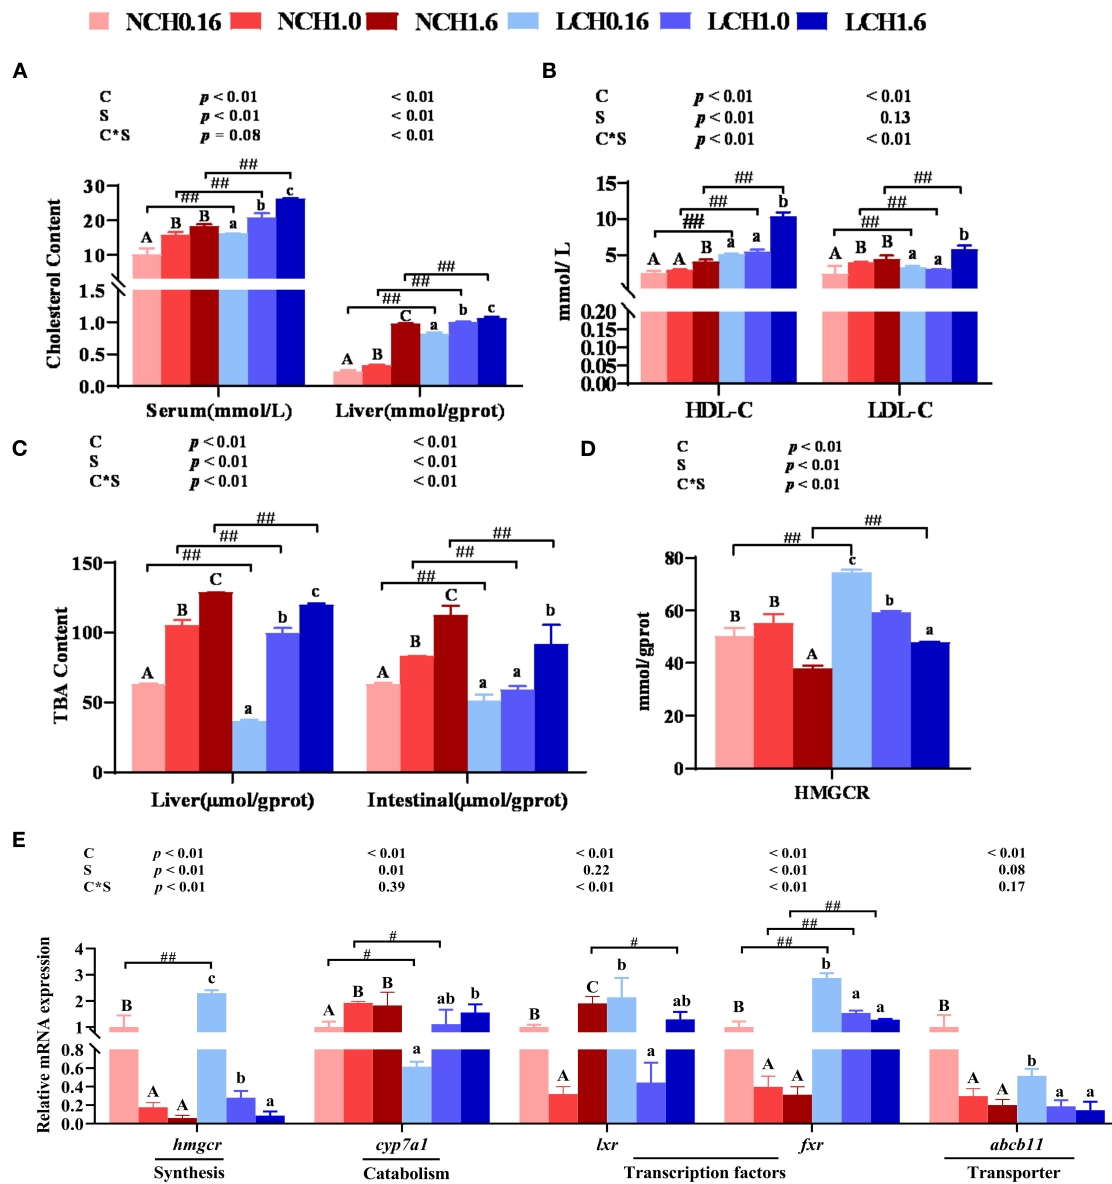 NCH0.16 NCH1.0 NCH1.6 LCH0.16 LCH1.0 LCH1.6
A
C p < 0.01 < 0.01
S p < 0.01 < 0.01
C*S p = 0.08 < 0.01
Cholesterol Content
30
20
10
1.5
1.0
0.5
0.0
## ## ##
A B B a b c
## ## ##
A B C a b c
Serum(mmol/L) Liver(mmol/gprot)
B
C p < 0.01 < 0.01
S p < 0.01 0.13
C*S p < 0.01 < 0.01
mmol/ L
15
10
5
0.20
0.15
0.10
0.05
0.00
## ## ##
A A B a a b
## ## ##
A B B a a b
HDL-C LDL-C
C
C p < 0.01 < 0.01
S p < 0.01 < 0.01
C*S p < 0.01 < 0.01
TBA Content
150
100
50
0
## ## ##
A B C a b c
## ## ##
A B C a a b
Liver(μmol/gprot) Intestinal(μmol/gprot)
D
C p < 0.01
S p < 0.01
C*S p < 0.01
mmol/gprot
80
60
40
20
0
## ##
B B A c b a
HMGCR
E
C p < 0.01 < 0.01 < 0.01 < 0.01 < 0.01
S p < 0.01 0.01 0.22 < 0.01 0.08
C*S p < 0.01 0.39 < 0.01 < 0.01 0.17
Relative mRNA expression
4
3
2
1
0.8
0.6
0.4
0.2
0.0
##
B A A c b a
# #
A B B a ab b
#
B A C b a ab
## ## ##
B A A b a a
B A A b a a
hmgcr cyp7a1 lxr fxr abcb11
Synthesis Catabolism Transcription factors Transporter